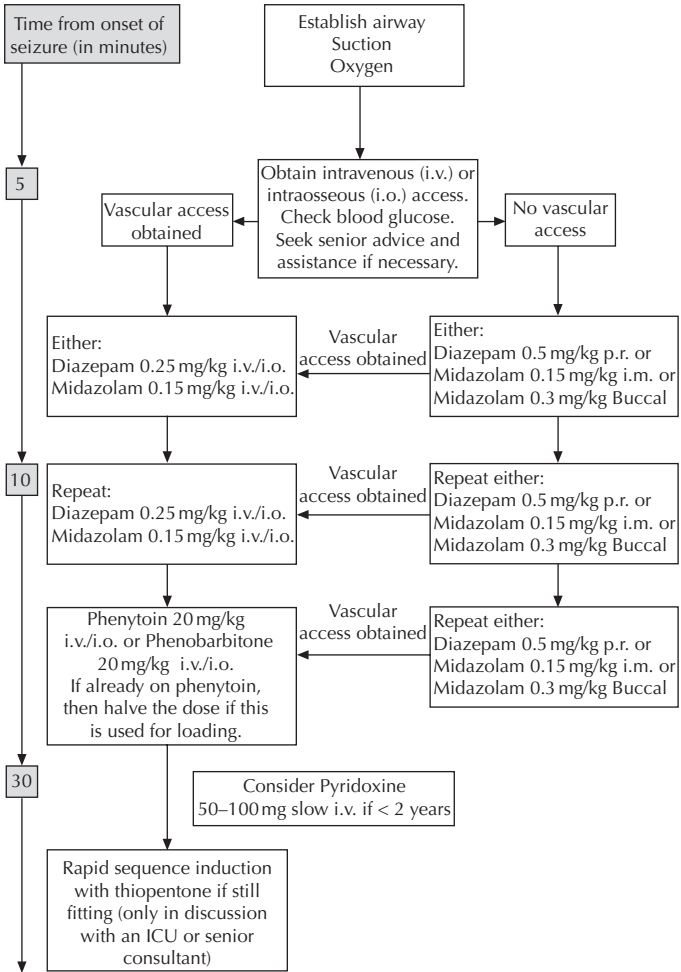 Time from onset of
seizure (in minutes)
Establish airway
Suction
Oxygen
5
Obtain intravenous (i.v.) or
intraosseous (i.o.) access.
Check blood glucose.
Seek senior advice and
assistance if necessary.
Vascular access
obtained
No vascular
access
Either:
Diazepam 0.25 mg/kg i.v./i.o.
Midazolam 0.15 mg/kg i.v./i.o.
Vascular
access obtained
Either:
Diazepam 0.5 mg/kg p.r. or
Midazolam 0.15 mg/kg i.m. or
Midazolam 0.3 mg/kg Buccal
10
Repeat:
Diazepam 0.25 mg/kg i.v./i.o.
Midazolam 0.15 mg/kg i.v./i.o.
Vascular
access obtained
Repeat either:
Diazepam 0.5 mg/kg p.r. or
Midazolam 0.15 mg/kg i.m. or
Midazolam 0.3 mg/kg Buccal
Phenytoin 20 mg/kg
i.v./i.o. or Phenobarbitone
20 mg/kg i.v./i.o.
If already on phenytoin,
then halve the dose if this
is used for loading.
Vascular
access obtained
Repeat either:
Diazepam 0.5 mg/kg p.r. or
Midazolam 0.15 mg/kg i.m. or
Midazolam 0.3 mg/kg Buccal
30
Consider Pyridoxine
50–100 mg slow i.v. if < 2 years
Rapid sequence induction
with thiopentone if still
fitting (only in discussion
with an ICU or senior
consultant)